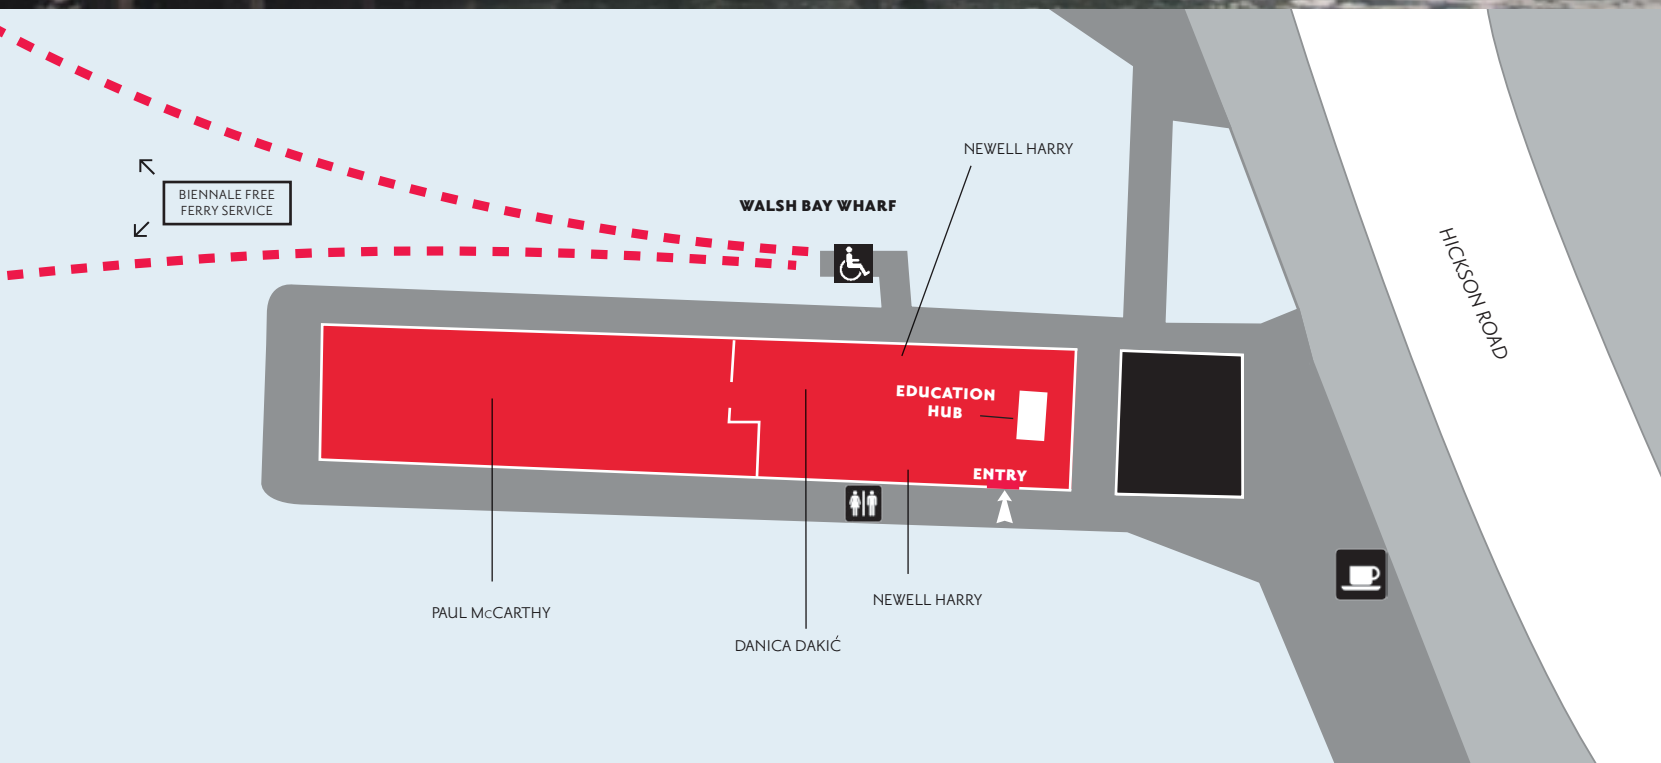 NEWELL HARRY
BIENNALE FREE
FERRY SERVICE
WALSH BAY WHARF
HICKSON ROAD
EDUCATION
HUB
ENTRY
PAUL McCARTHY
NEWELL HARRY
DANICA DAKIĆ